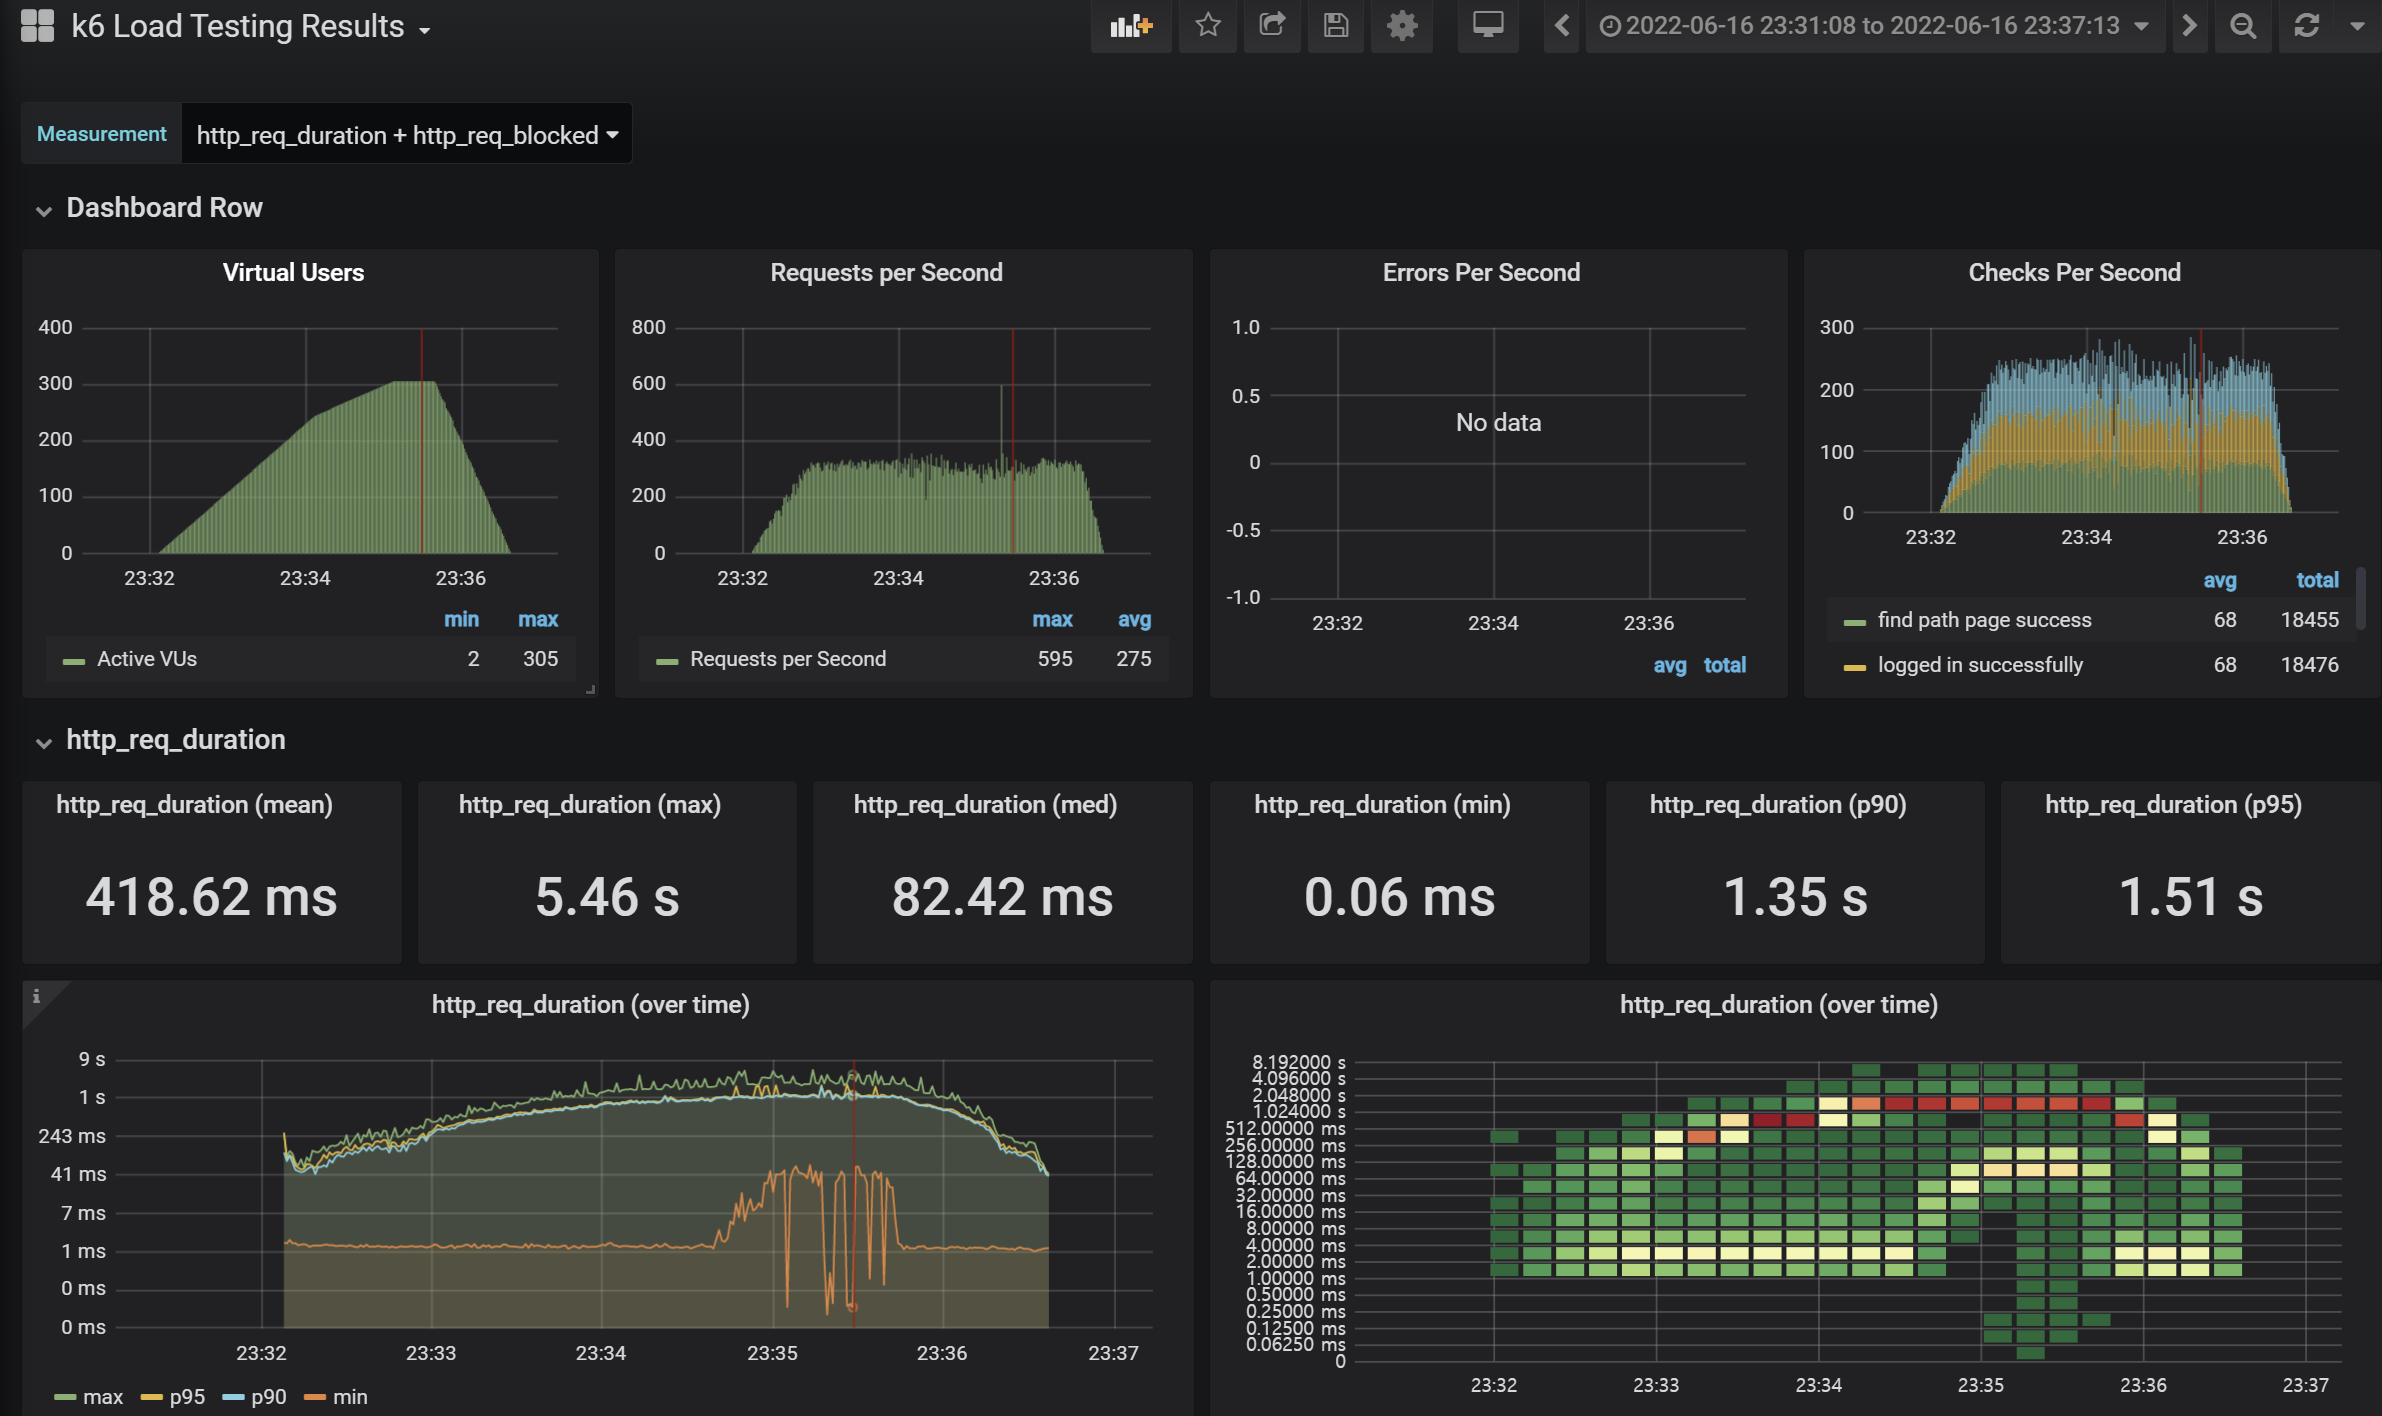 k6 Load Testing Results
2022-06-16 23:31:08 to 2022-06-16 23:37:13
Measurement http_req_duration + http_req_blocked
Dashboard Row
Virtual Users
400
300
200
100
0
23:32 23:34 23:36
min max
Active VUs 2 305
Requests per Second
800
600
400
200
0
23:32 23:34 23:36
max avg
Requests per Second 595 275
Errors Per Second
1.0
0.5
0
-0.5
-1.0
No data
23:32 23:34 23:36
avg total
Checks Per Second
300
200
100
0
23:32 23:34 23:36
avg total
find path page success 68 18455
logged in successfully 68 18476
http_req_duration
http_req_duration (mean)
418.62 ms
http_req_duration (max)
5.46 s
http_req_duration (med)
82.42 ms
http_req_duration (min)
0.06 ms
http_req_duration (p90)
1.35 s
http_req_duration (p95)
1.51 s
i
http_req_duration (over time)
9 s
1 s
243 ms
41 ms
7 ms
1 ms
0 ms
0 ms
23:32 23:33 23:34 23:35 23:36 23:37
max p95 p90 min
http_req_duration (over time)
8.192000 s
4.096000 s
2.048000 s
1.024000 s
512.00000 ms
256.00000 ms
128.00000 ms
64.00000 ms
32.00000 ms
16.00000 ms
8.00000 ms
4.00000 ms
2.00000 ms
1.00000 ms
0.50000 ms
0.25000 ms
0.12500 ms
0.06250 ms
0
23:32 23:33 23:34 23:35 23:36 23:37